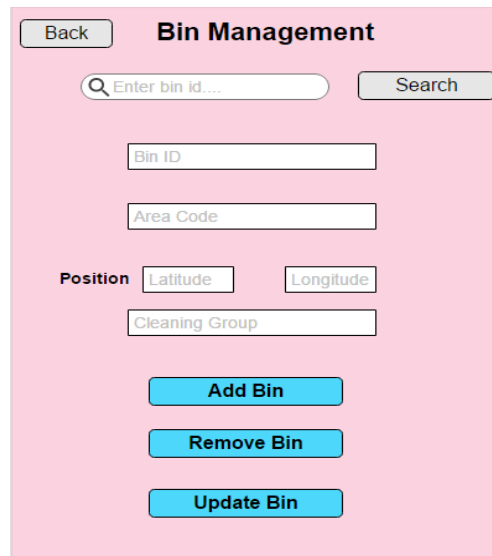 Back Bin Management
Enter bin id.... Search
Bin ID
Area Code
Position Latitude Longitude
Cleaning Group
Add Bin
Remove Bin
Update Bin